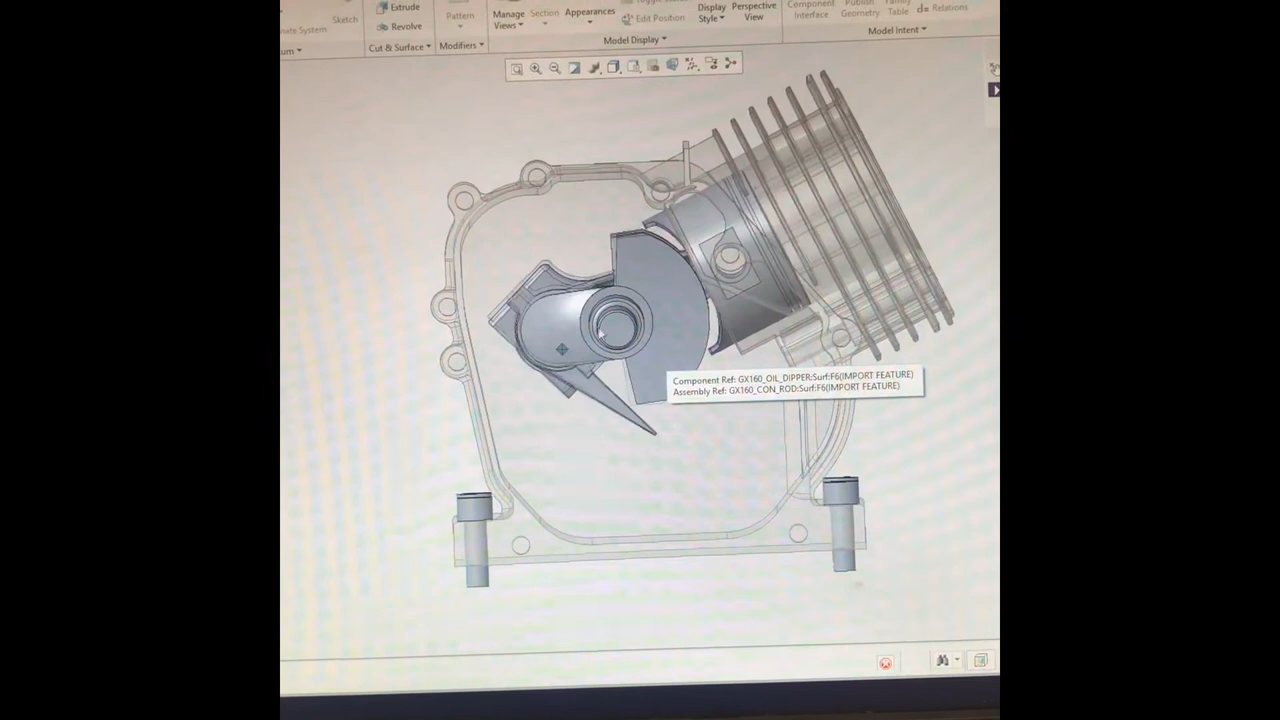 Extrude
Revolve
Cut & Surface
Sketch
Pattern
Modifiers
Manage
Views
Section
Appearances
Edit Position
Display
Style
Perspective
View
Model Display
Component
Interface
Publish
Geometry
Family
Table
d= Relations
Model Intent
Component Ref: GX160_OIL_DIPPER:Surf:F6(IMPORT FEATURE)
Assembly Ref: GX160_CON_ROD:Surf:F6(IMPORT FEATURE)